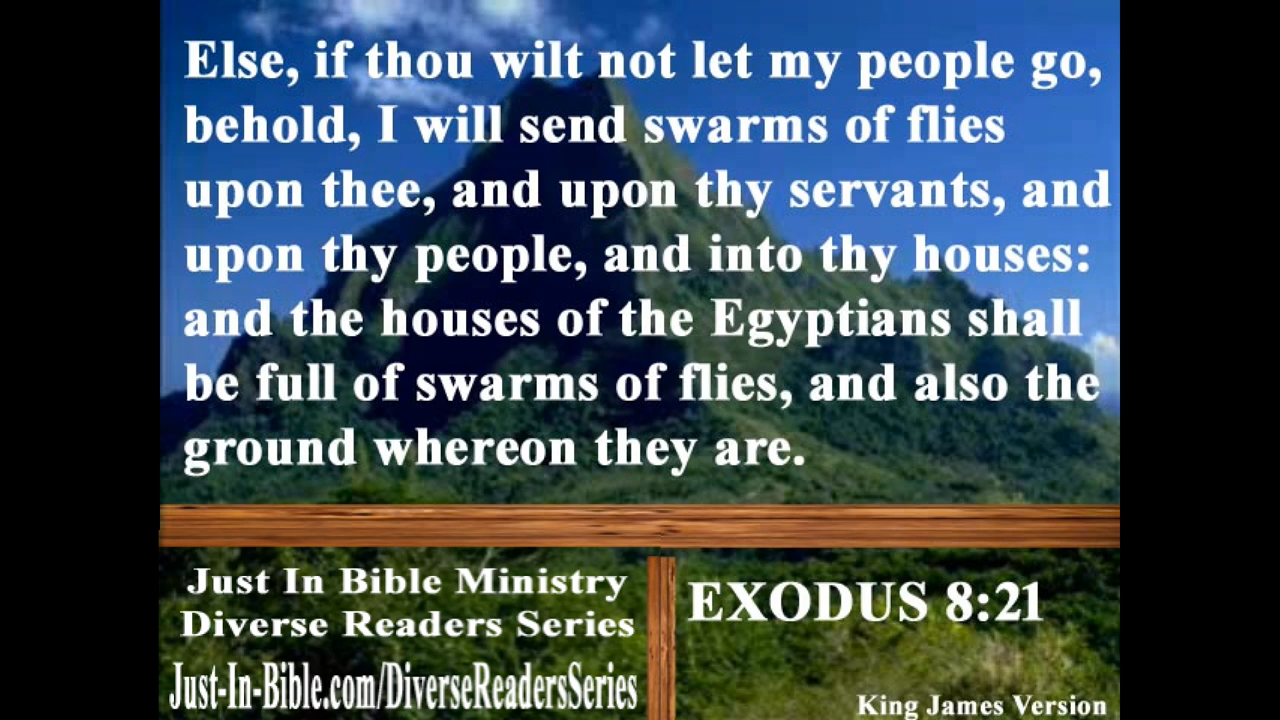 Else, if thou wilt not let my people go,
behold, I will send swarms of flies
upon thee, and upon thy servants, and
upon thy people, and into thy houses:
and the houses of the Egyptians shall
be full of swarms of flies, and also the
ground whereon they are.
Just In Bible Ministry
Diverse Readers Series
Just-In-Bible.com/DiverseReadersSeries
EXODUS 8:21
King James Version